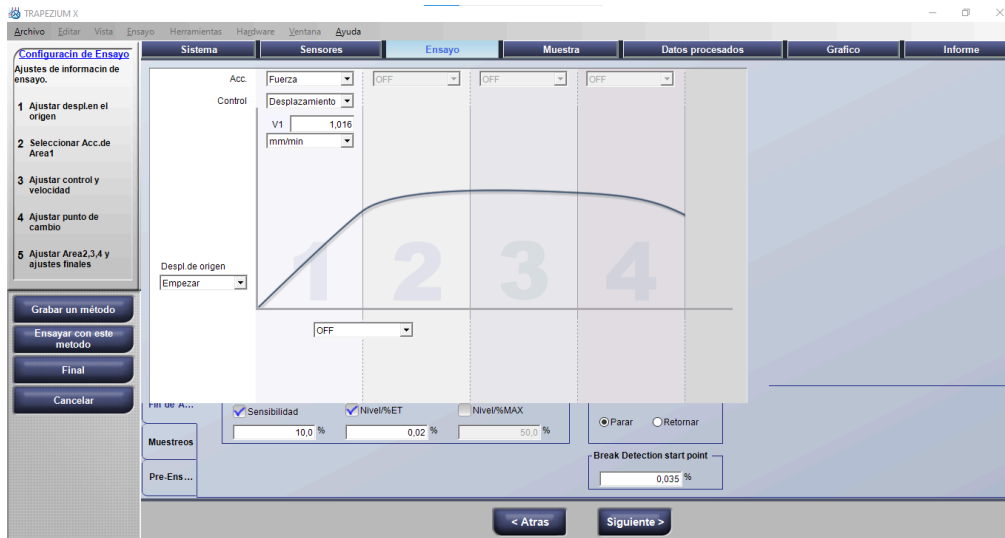 TRAPEZIUM X
Archivo Editar Vista Ensayo Herramientas Hardware Ventana Ayuda
Configuracin de Ensayo
Sistema Sensores Ensayo Muestra Datos procesados Grafico Informe
Ajustes de informacin de
ensayo.
1 Ajustar despl.en el
origen
2 Seleccionar Acc.de
Area1
3 Ajustar control y
velocidad
4 Ajustar punto de
cambio
5 Ajustar Area2,3,4 y
ajustes finales
Grabar un método
Ensayar con este
metodo
Final
Cancelar
Acc. Fuerza OFF OFF OFF
Control Desplazamiento
V1 1,016
mm/min
1 2 3 4
Despl.de origen
Empezar
OFF
Fin de A...
Muestreos
Pre-Ens...
Sensibilidad Nivel/%ET Nivel/%MAX
10,0 % 0,02 % 50,0 %
Parar Retornar
Break Detection start point
0,035 %
< Atras Siguiente >